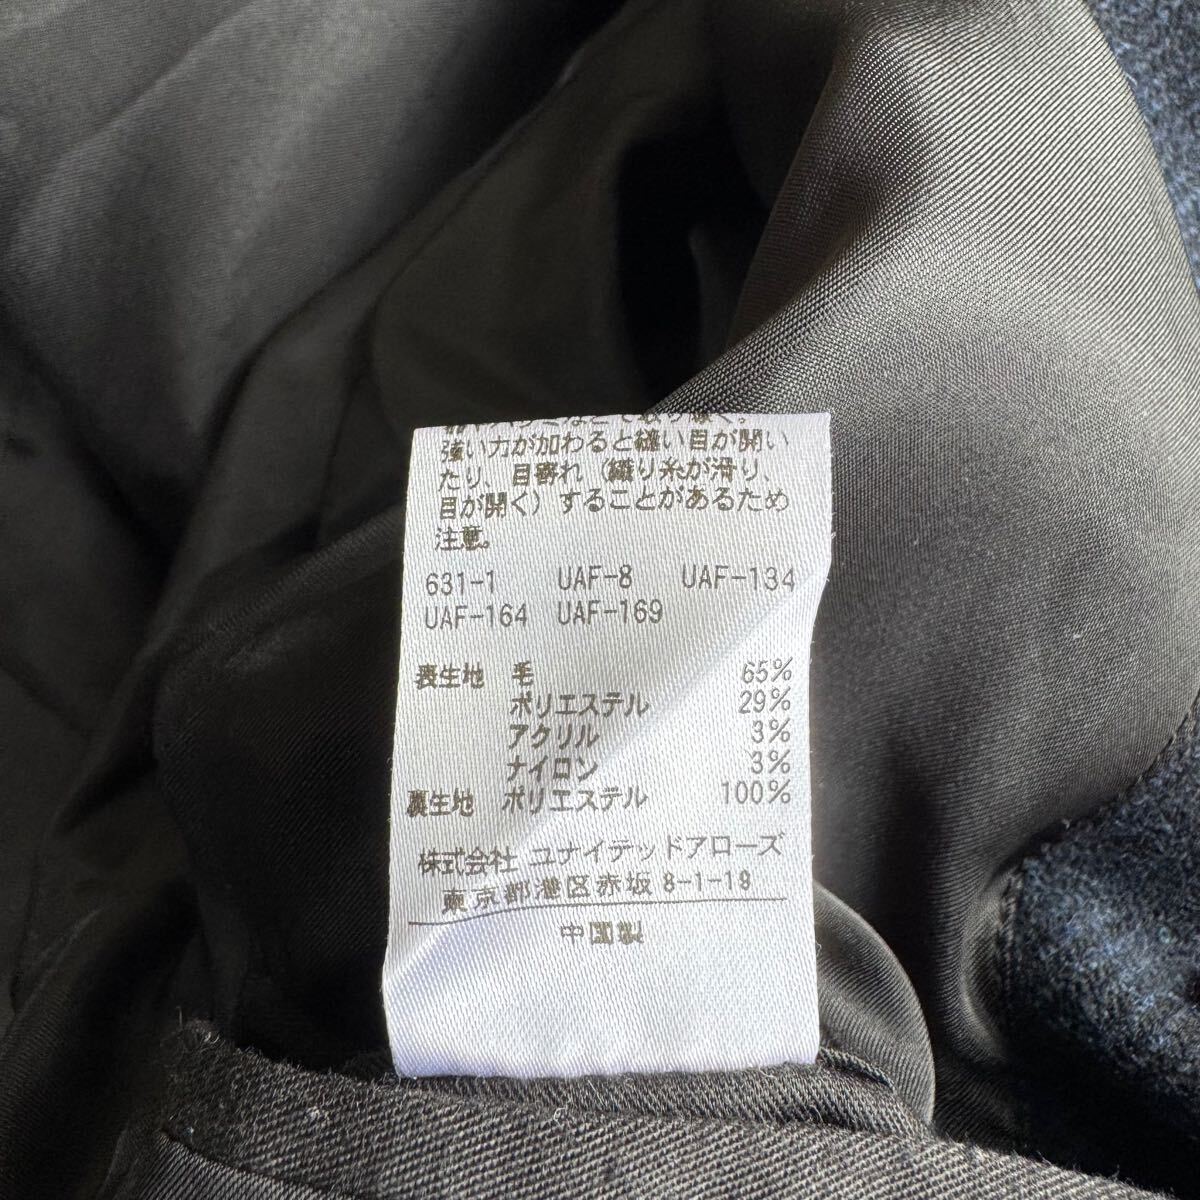 強い力が加わると縫い目が開い
たり、目寄れ（織り糸が滑り、
目が開く）することがあるため
注意。
631-1 UAF-8 UAF-134
UAF-164 UAF-169
表生地 毛 65%
ポリエステル 29%
アクリル 3%
ナイロン 3%
裏生地 ポリエステル 100%
株式会社 ユナイテッドアローズ
東京都港区赤坂8-1-19
中国製